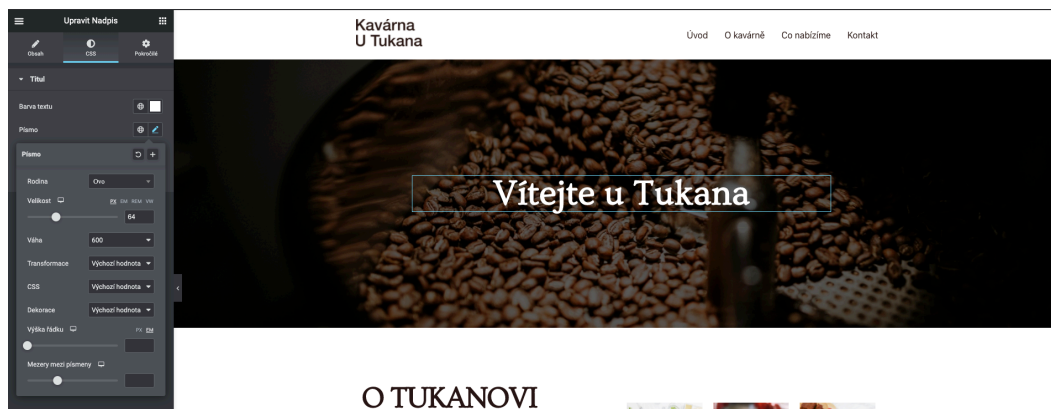 Upravit Nadpis
Obsah
CSS
Pokročilé
Titul
Barva textu
Písmo
Písmo
Rodina
Ovo
Velikost
PX EM REM VW
64
Váha
600
Transformace
Výchozí hodnota
CSS
Výchozí hodnota
Dekorace
Výchozí hodnota
Výška řádku
PX EM
Mezery mezi písmeny
Kavárna
U Tukana
Úvod O kavárně Co nabízíme Kontakt
Vítejte u Tukana
O TUKANOVI